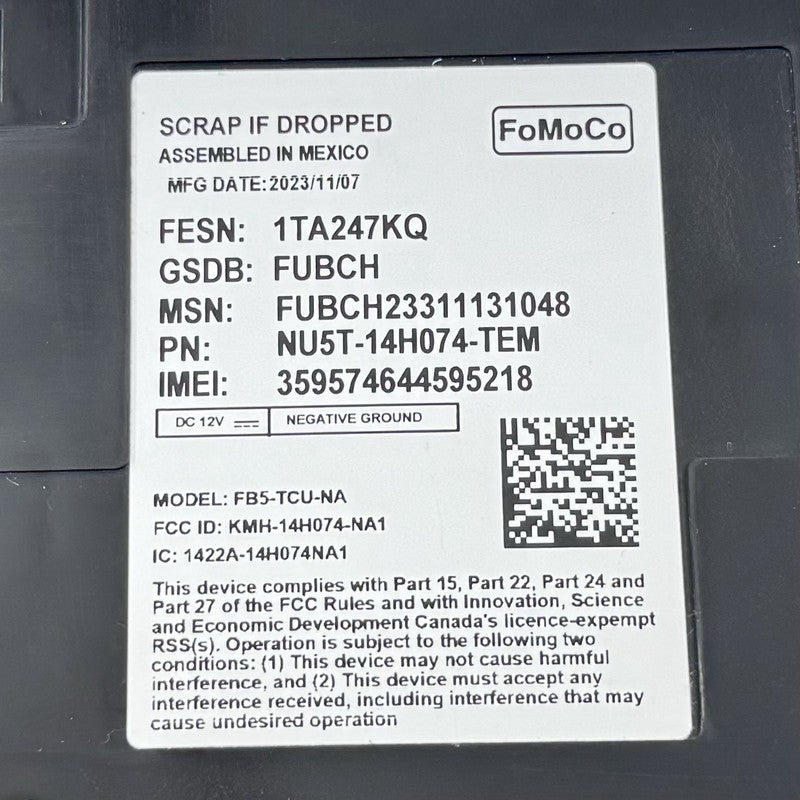 SCRAP IF DROPPED
FoMoCo
ASSEMBLED IN MEXICO
MFG DATE: 2023/11/07
FESN: 1TA247KQ
GSDB: FUBCH
MSN: FUBCH23311131048
PN: NU5T-14H074-TEM
IMEI: 359574644595218
DC 12V ⎓ NEGATIVE GROUND
MODEL: FB5-TCU-NA
FCC ID: KMH-14H074-NA1
IC: 1422A-14H074NA1
This device complies with Part 15, Part 22, Part 24 and
Part 27 of the FCC Rules and with Innovation, Science
and Economic Development Canada's licence-expempt
RSS(s). Operation is subject to the following two
conditions: (1) This device may not cause harmful
interference, and (2) This device must accept any
interference received, including interference that may
cause undesired operation